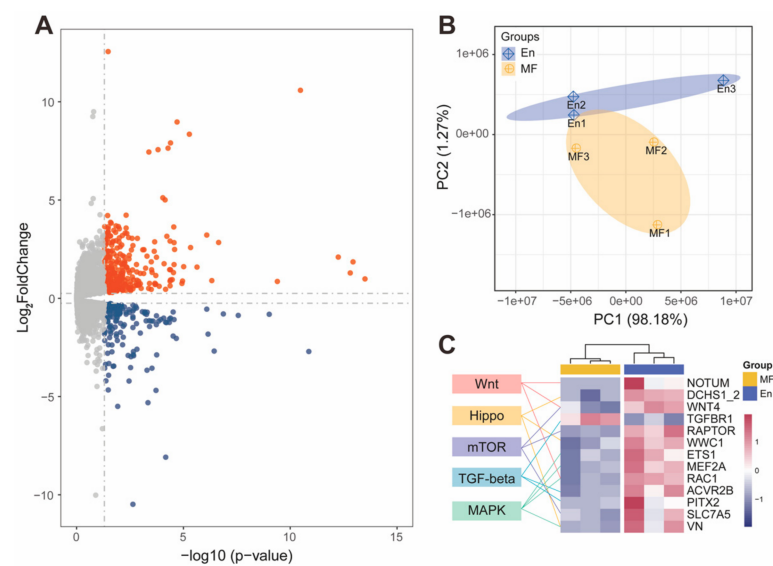 A
10
5
0
−5
−10
Log2FoldChange
0
5
10
15
−log10 (p-value)
B
Groups
En
MF
1e+06
0e+00
−1e+06
PC2 (1.27%)
En3
En2
En1
MF2
MF3
MF1
−1e+07
−5e+06
0e+00
5e+06
1e+07
PC1 (98.18%)
C
Wnt
Hippo
mTOR
TGF-beta
MAPK
NOTUM
DCHS1_2
WNT4
TGFBR1
RAPTOR
WWC1
ETS1
MEF2A
RAC1
ACVR2B
PITX2
SLC7A5
VN
Group
MF
En
1
0
−1